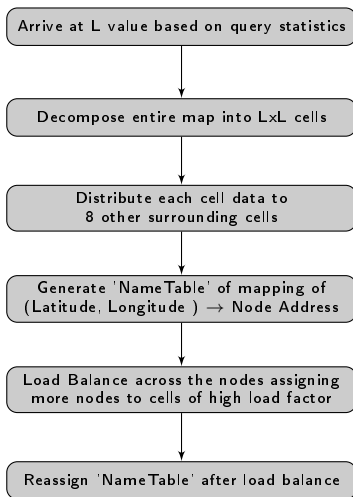 Arrive at L value based on query statistics
Decompose entire map into LxL cells
Distribute each cell data to
8 other surrounding cells
Generate 'NameTable' of mapping of
(Latitude, Longitude ) → Node Address
Load Balance across the nodes assigning
more nodes to cells of high load factor
Reassign 'NameTable' after load balance